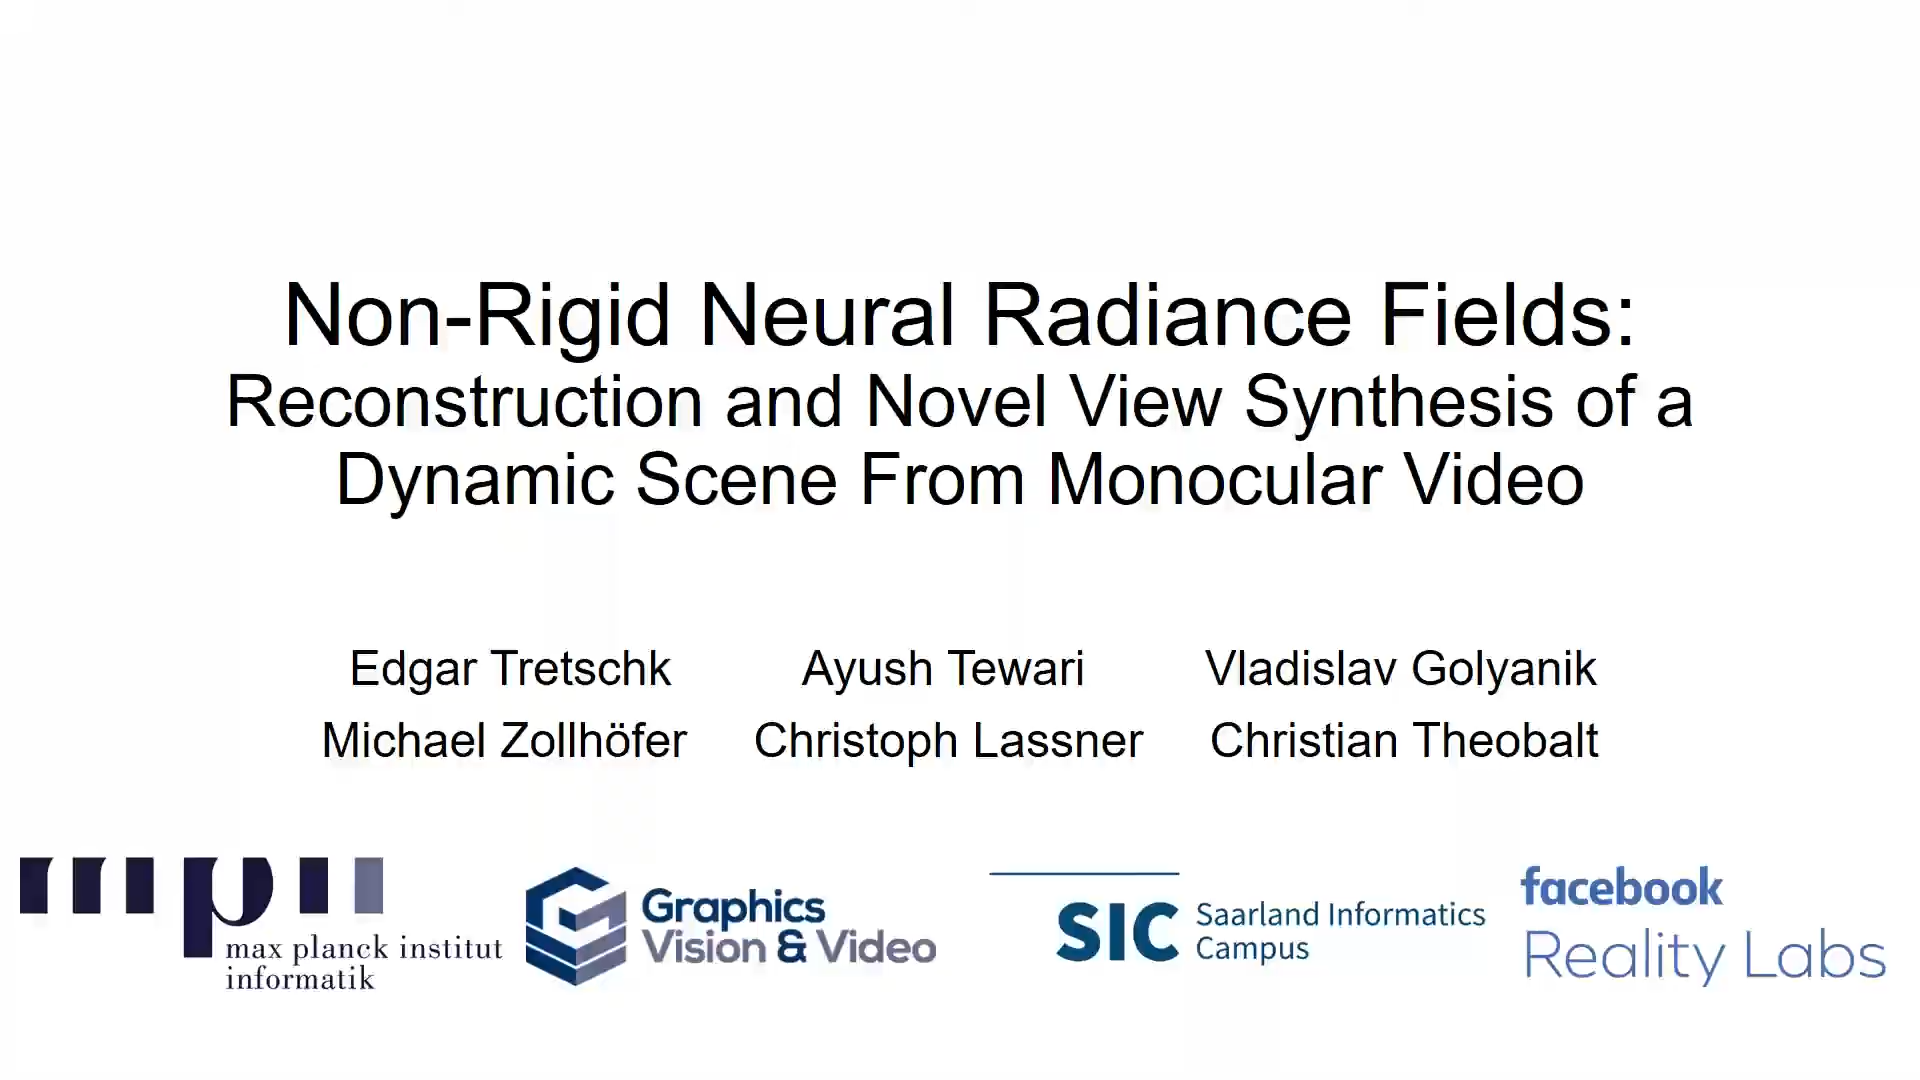 Non-Rigid Neural Radiance Fields:
Reconstruction and Novel View Synthesis of a
Dynamic Scene From Monocular Video
Edgar Tretschk Ayush Tewari Vladislav Golyanik
Michael Zollhöfer Christoph Lassner Christian Theobalt
mpii
max planck institut
informatik
Graphics
Vision & Video
SIC Saarland Informatics
Campus
facebook
Reality Labs